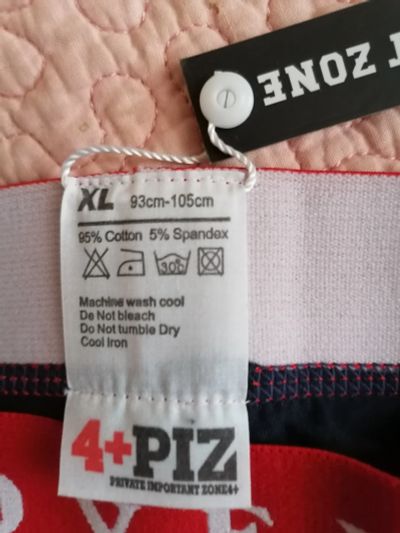 ZONE
XL 93cm-105cm
95% Cotton 5% Spandex
30°C
Machine wash cool
De Not bleach
Do Not tumble Dry
Cool Iron
4+PIZ
PRIVATE IMPORTANT ZONE4+